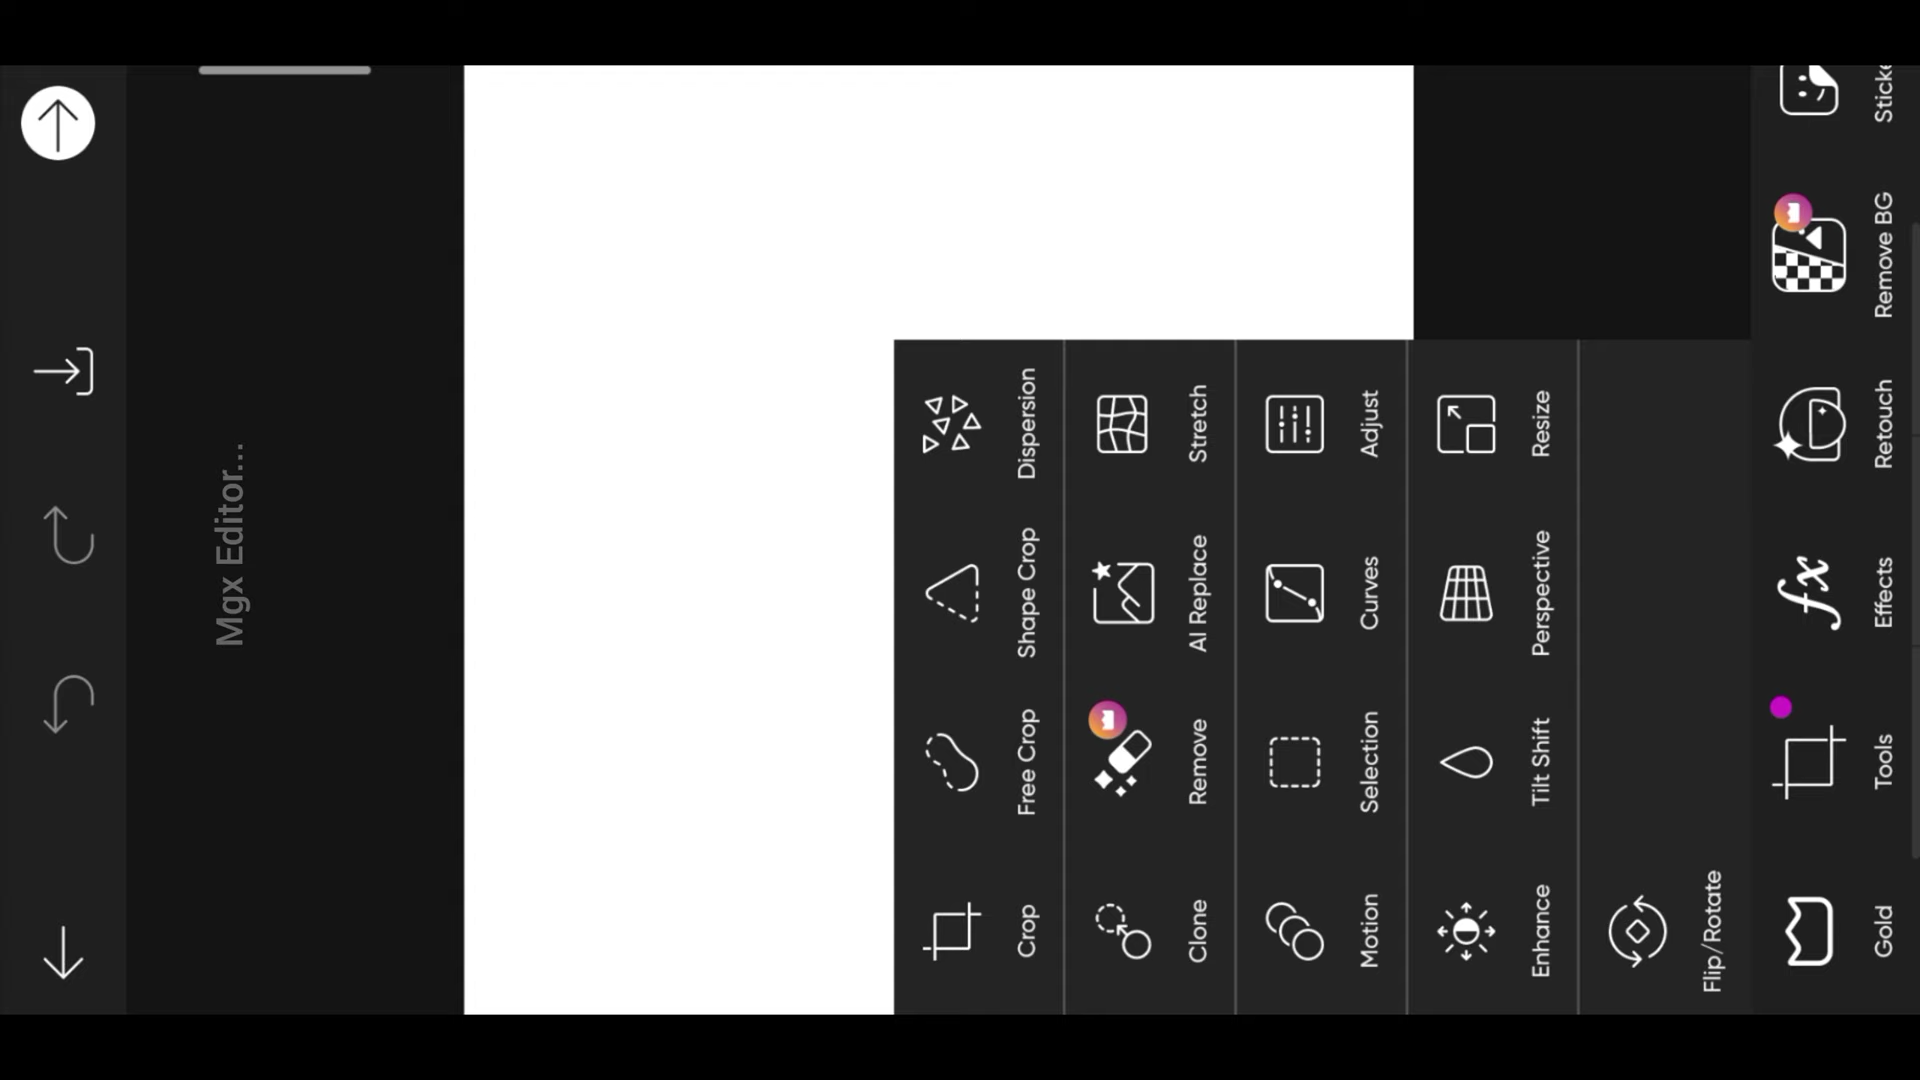 Mgx Editor...
Crop Free Crop Shape Crop Dispersion
Clone Remove AI Replace Stretch
Motion Selection Curves Adjust
Enhance Tilt Shift Perspective Resize
Flip/Rotate
Gold Tools Effects Retouch Remove BG Sticke